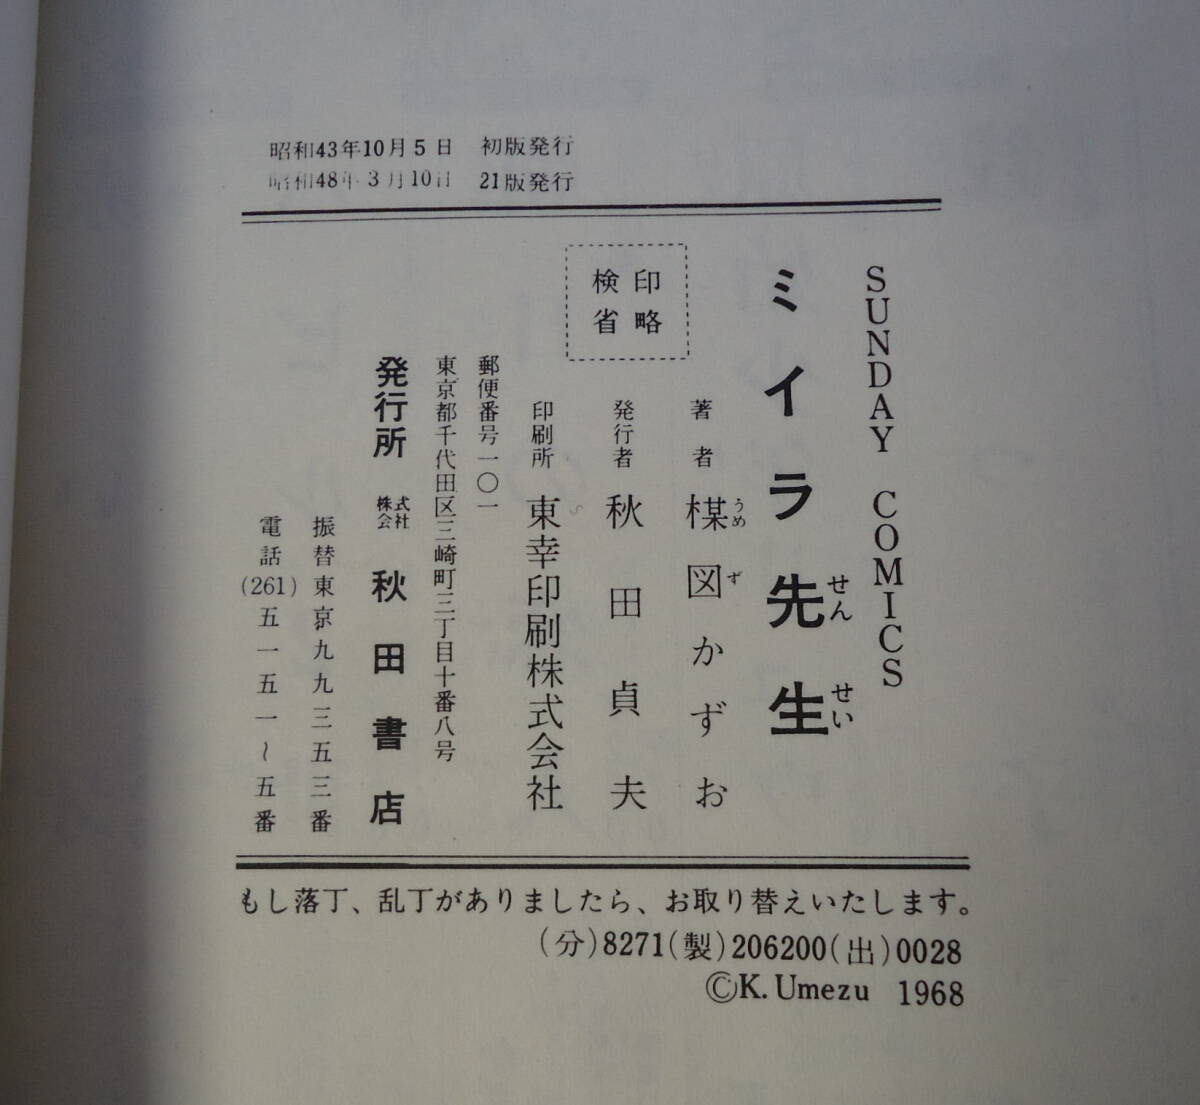 昭和43年10月5日 初版発行
昭和48年3月10日 21版発行
SUNDAY COMICS
ミイラ先生
せんせい
印略
検省
著者 楳図かずお
うめず
発行者 秋田貞夫
印刷所 東幸印刷株式会社
郵便番号一〇一
東京都千代田区三崎町三丁目十番八号
発行所 株式会社 秋田書店
振替東京九九三五三番
電話(261)五一五一~五番
もし落丁、乱丁がありましたら、お取り替えいたします。
(分)8271(製)206200(出)0028
©K. Umezu 1968